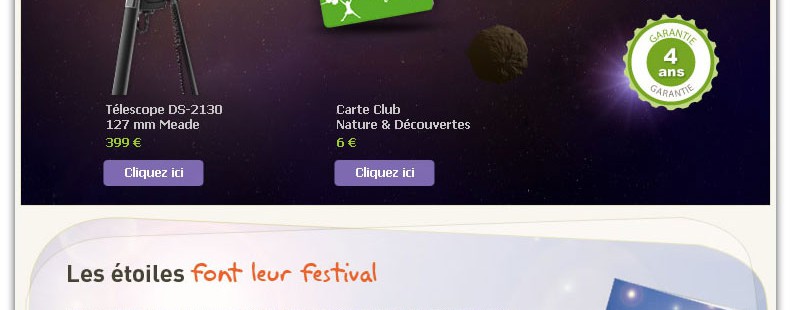 GARANTIE
4
ans
GARANTIE
Télescope DS-2130
127 mm Meade
399 €
Cliquez ici
Carte Club
Nature & Découvertes
6 €
Cliquez ici
Les étoiles font leur festival